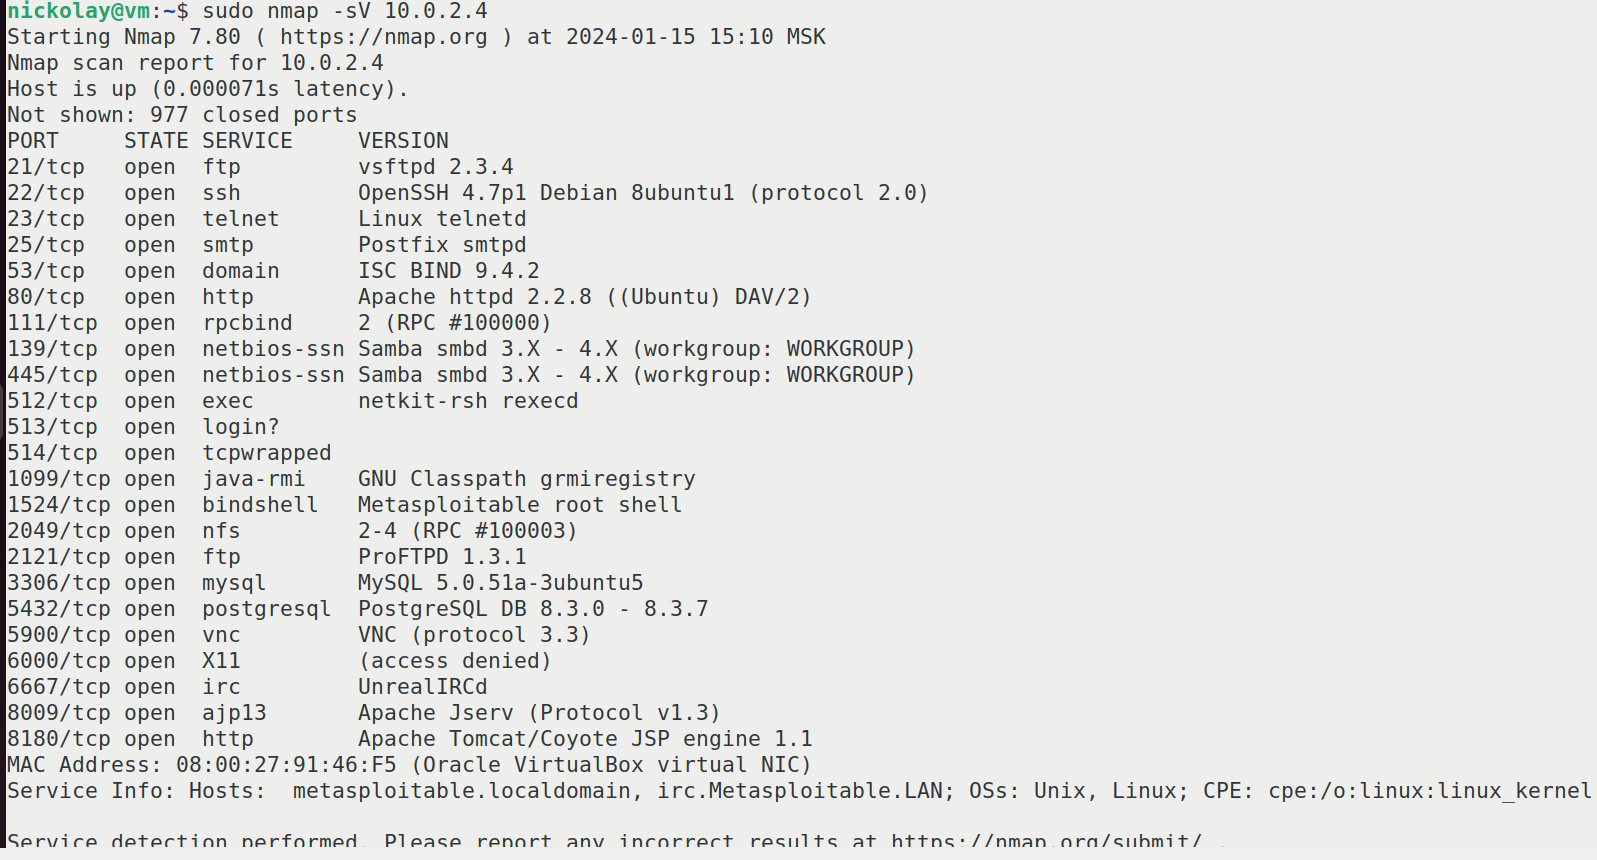 nickolay@vm:~$ sudo nmap -sV 10.0.2.4
Starting Nmap 7.80 ( https://nmap.org ) at 2024-01-15 15:10 MSK
Nmap scan report for 10.0.2.4
Host is up (0.000071s latency).
Not shown: 977 closed ports
PORT     STATE SERVICE     VERSION
21/tcp   open  ftp         vsftpd 2.3.4
22/tcp   open  ssh         OpenSSH 4.7p1 Debian 8ubuntu1 (protocol 2.0)
23/tcp   open  telnet      Linux telnetd
25/tcp   open  smtp        Postfix smtpd
53/tcp   open  domain      ISC BIND 9.4.2
80/tcp   open  http        Apache httpd 2.2.8 ((Ubuntu) DAV/2)
111/tcp  open  rpcbind     2 (RPC #100000)
139/tcp  open  netbios-ssn Samba smbd 3.X - 4.X (workgroup: WORKGROUP)
445/tcp  open  netbios-ssn Samba smbd 3.X - 4.X (workgroup: WORKGROUP)
512/tcp  open  exec        netkit-rsh rexecd
513/tcp  open  login?
514/tcp  open  tcpwrapped
1099/tcp open  java-rmi    GNU Classpath grmiregistry
1524/tcp open  bindshell   Metasploitable root shell
2049/tcp open  nfs         2-4 (RPC #100003)
2121/tcp open  ftp         ProFTPD 1.3.1
3306/tcp open  mysql       MySQL 5.0.51a-3ubuntu5
5432/tcp open  postgresql  PostgreSQL DB 8.3.0 - 8.3.7
5900/tcp open  vnc         VNC (protocol 3.3)
6000/tcp open  X11         (access denied)
6667/tcp open  irc         UnrealIRCd
8009/tcp open  ajp13       Apache Jserv (Protocol v1.3)
8180/tcp open  http        Apache Tomcat/Coyote JSP engine 1.1
MAC Address: 08:00:27:91:46:F5 (Oracle VirtualBox virtual NIC)
Service Info: Hosts:  metasploitable.localdomain, irc.Metasploitable.LAN; OSs: Unix, Linux; CPE: cpe:/o:linux:linux_kernel
Service detection performed. Please report any incorrect results at https://nmap.org/submit/ .